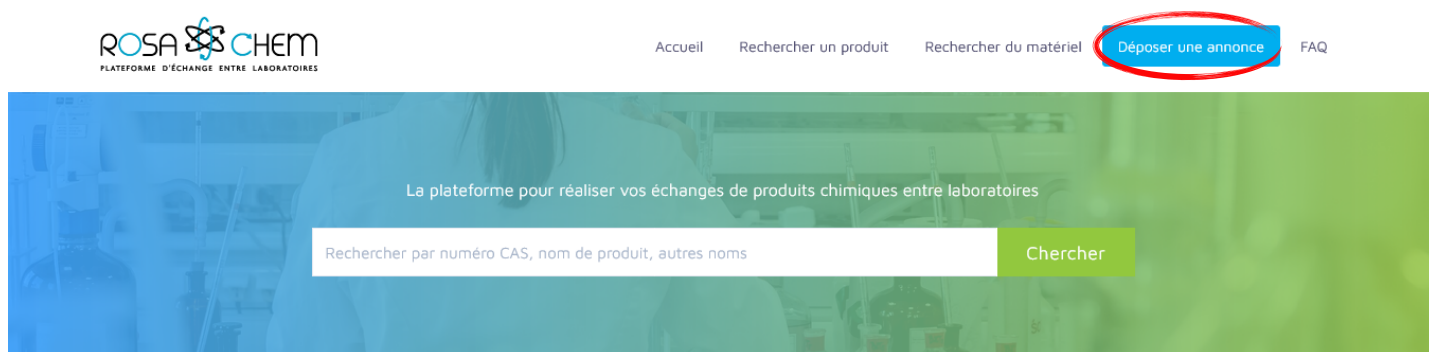 ROSA CHEM
PLATEFORME D'ÉCHANGE ENTRE LABORATOIRES
Accueil Rechercher un produit Rechercher du matériel Déposer une annonce FAQ
La plateforme pour réaliser vos échanges de produits chimiques entre laboratoires
Rechercher par numéro CAS, nom de produit, autres noms Chercher